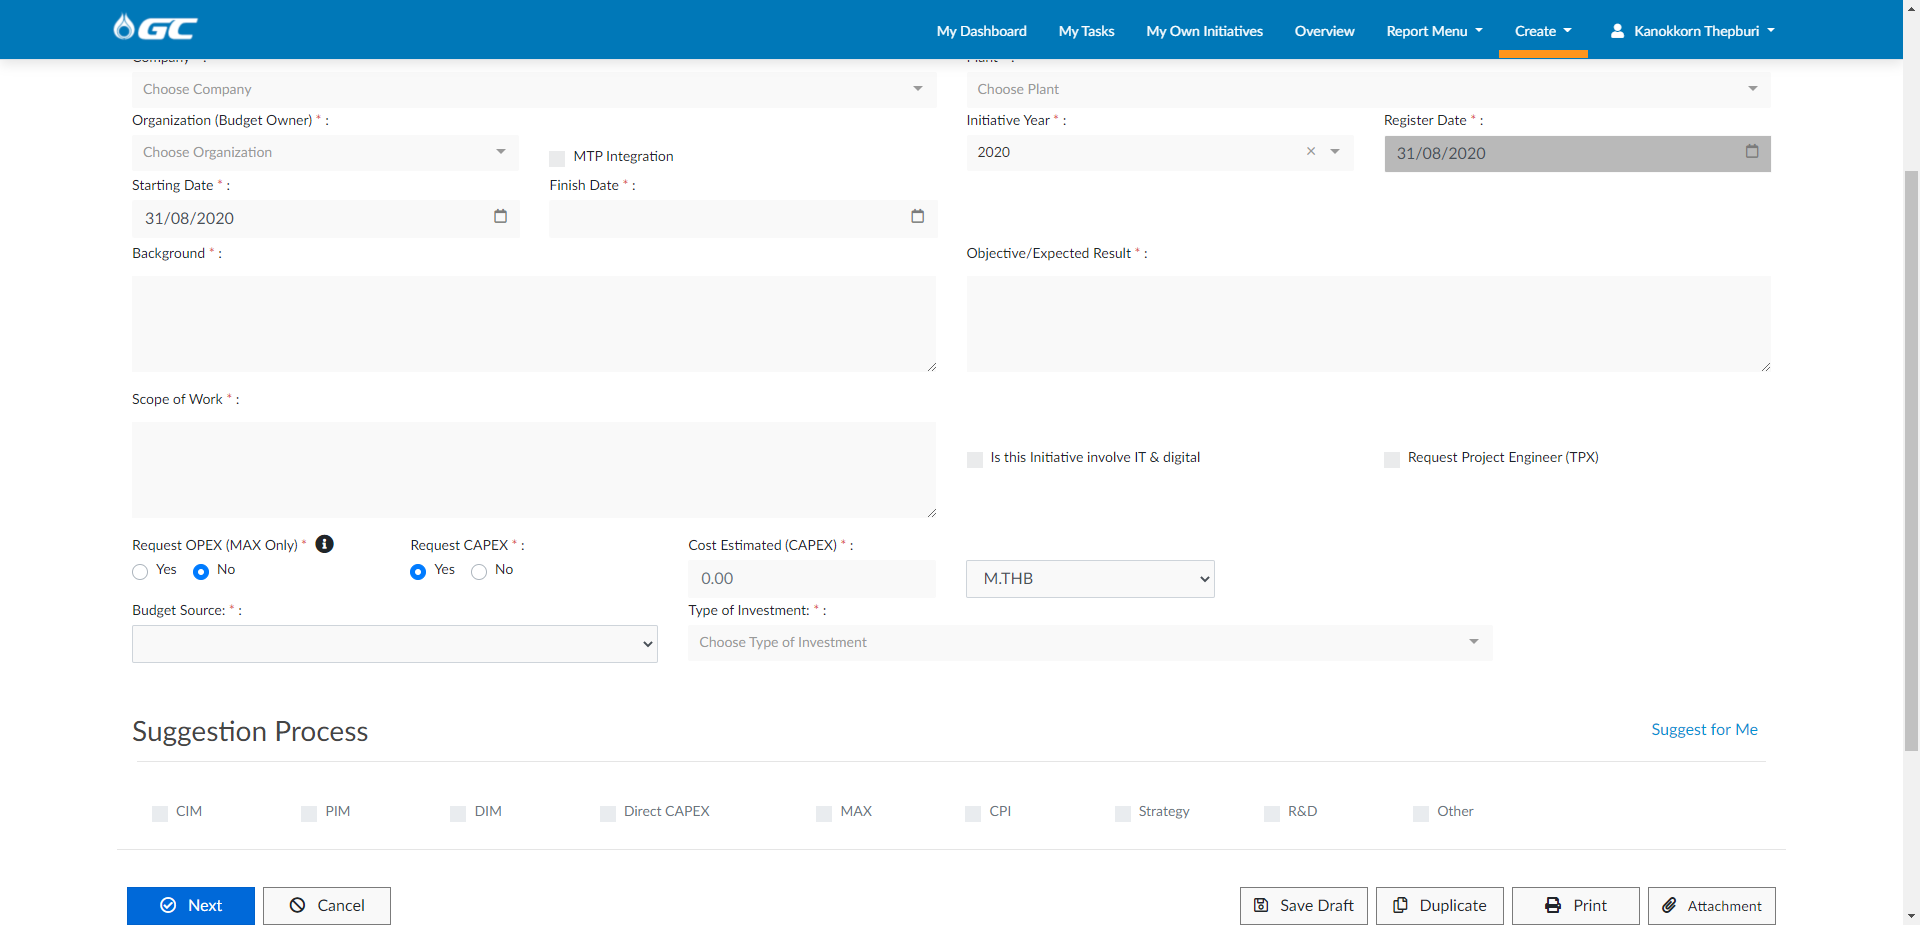 GC
My Dashboard My Tasks My Own Initiatives Overview Report Menu Create Kanokkorn Thepburi
Choose Company Choose Plant
Organization (Budget Owner) * : Initiative Year * : Register Date * :
Choose Organization MTP Integration 2020 × 31/08/2020
Starting Date * : Finish Date * :
31/08/2020
Background * : Objective/Expected Result * :
Scope of Work * :
Is this Initiative involve IT & digital Request Project Engineer (TPX)
Request OPEX (MAX Only) * Request CAPEX * : Cost Estimated (CAPEX) * :
Yes No Yes No 0.00 M.THB
Budget Source: * : Type of Investment: * :
Choose Type of Investment
Suggestion Process Suggest for Me
CIM PIM DIM Direct CAPEX MAX CPI Strategy R&D Other
Next Cancel Save Draft Duplicate Print Attachment